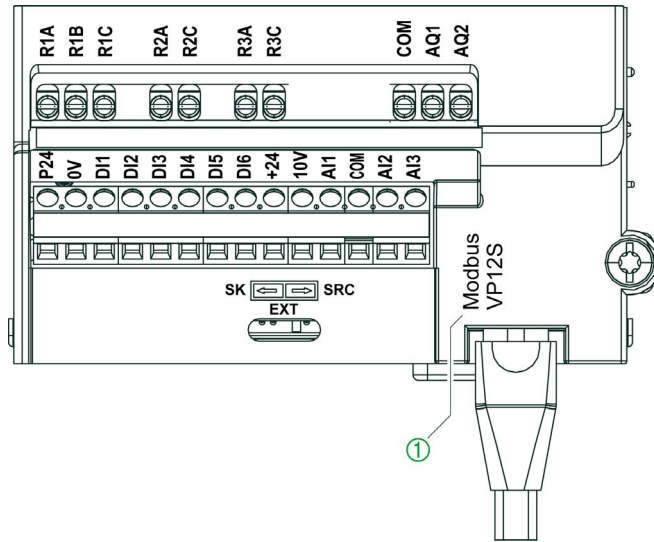 R1A R1B R1C R2A R2C R3A R3C COM AQ1 AQ2
P24 0V DI1 DI2 DI3 DI4 DI5 DI6 +24 10V AI1 COM AI2 AI3
SK SRC
EXT
Modbus
VP12S
①